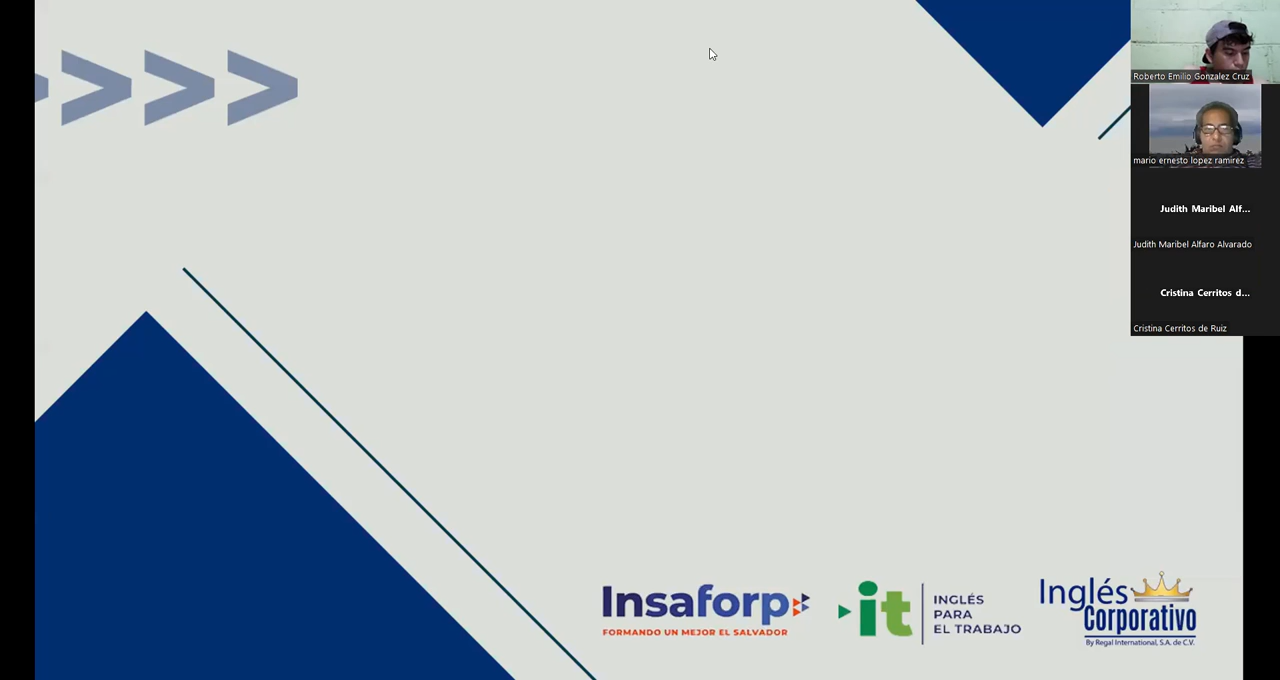 Roberto Emilio Gonzalez Cruz
mario ernesto lopez ramirez
Judith Maribel Alf...
Judith Maribel Alfaro Alvarado
Cristina Cerritos d...
Cristina Cerritos de Ruiz
Insaforp
FORMANDO UN MEJOR EL SALVADOR
it
INGLÉS
PARA
EL TRABAJO
Inglés
Corporativo
By Regal International, S.A. de C.V.